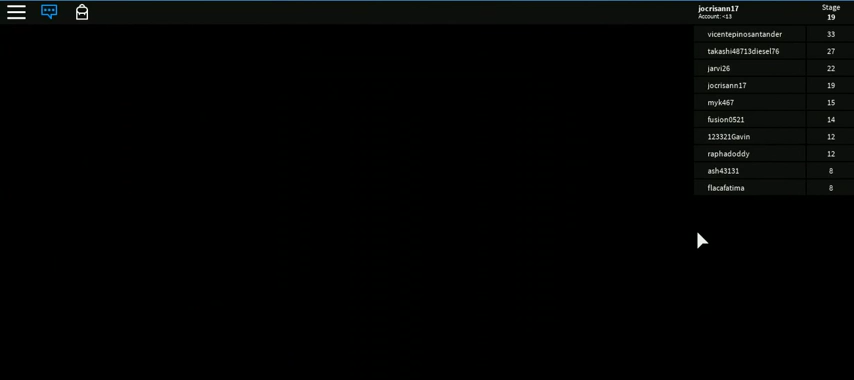 jocrisann17 Stage
Account: <13 19
vicentepinosantander 33
takashi48713diesel76 27
jarvi26 22
jocrisann17 19
myk467 15
fusion0521 14
123321Gavin 12
raphadoddy 12
ash43131 8
flacafatima 8